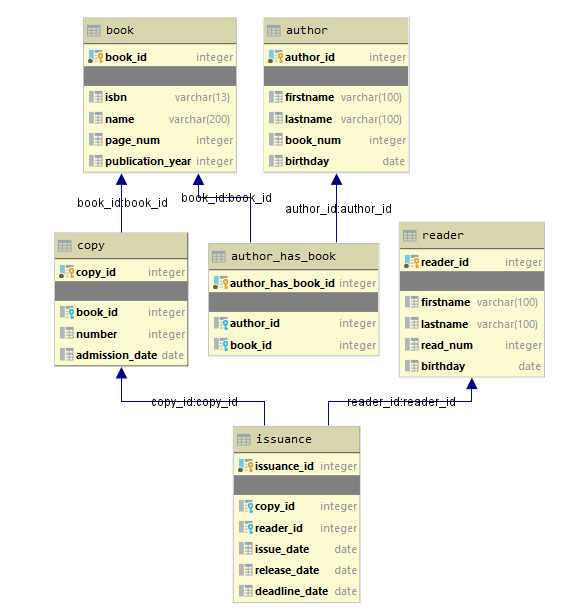 book
book_id integer
isbn varchar(13)
name varchar(200)
page_num integer
publication_year integer
author
author_id integer
firstname varchar(100)
lastname varchar(100)
book_num integer
birthday date
book_id:book_id
book_id:book_id
author_id:author_id
copy
copy_id integer
book_id integer
number integer
admission_date date
author_has_book
author_has_book_id integer
author_id integer
book_id integer
reader
reader_id integer
firstname varchar(100)
lastname varchar(100)
read_num integer
birthday date
copy_id:copy_id
reader_id:reader_id
issuance
issuance_id integer
copy_id integer
reader_id integer
issue_date date
release_date date
deadline_date date